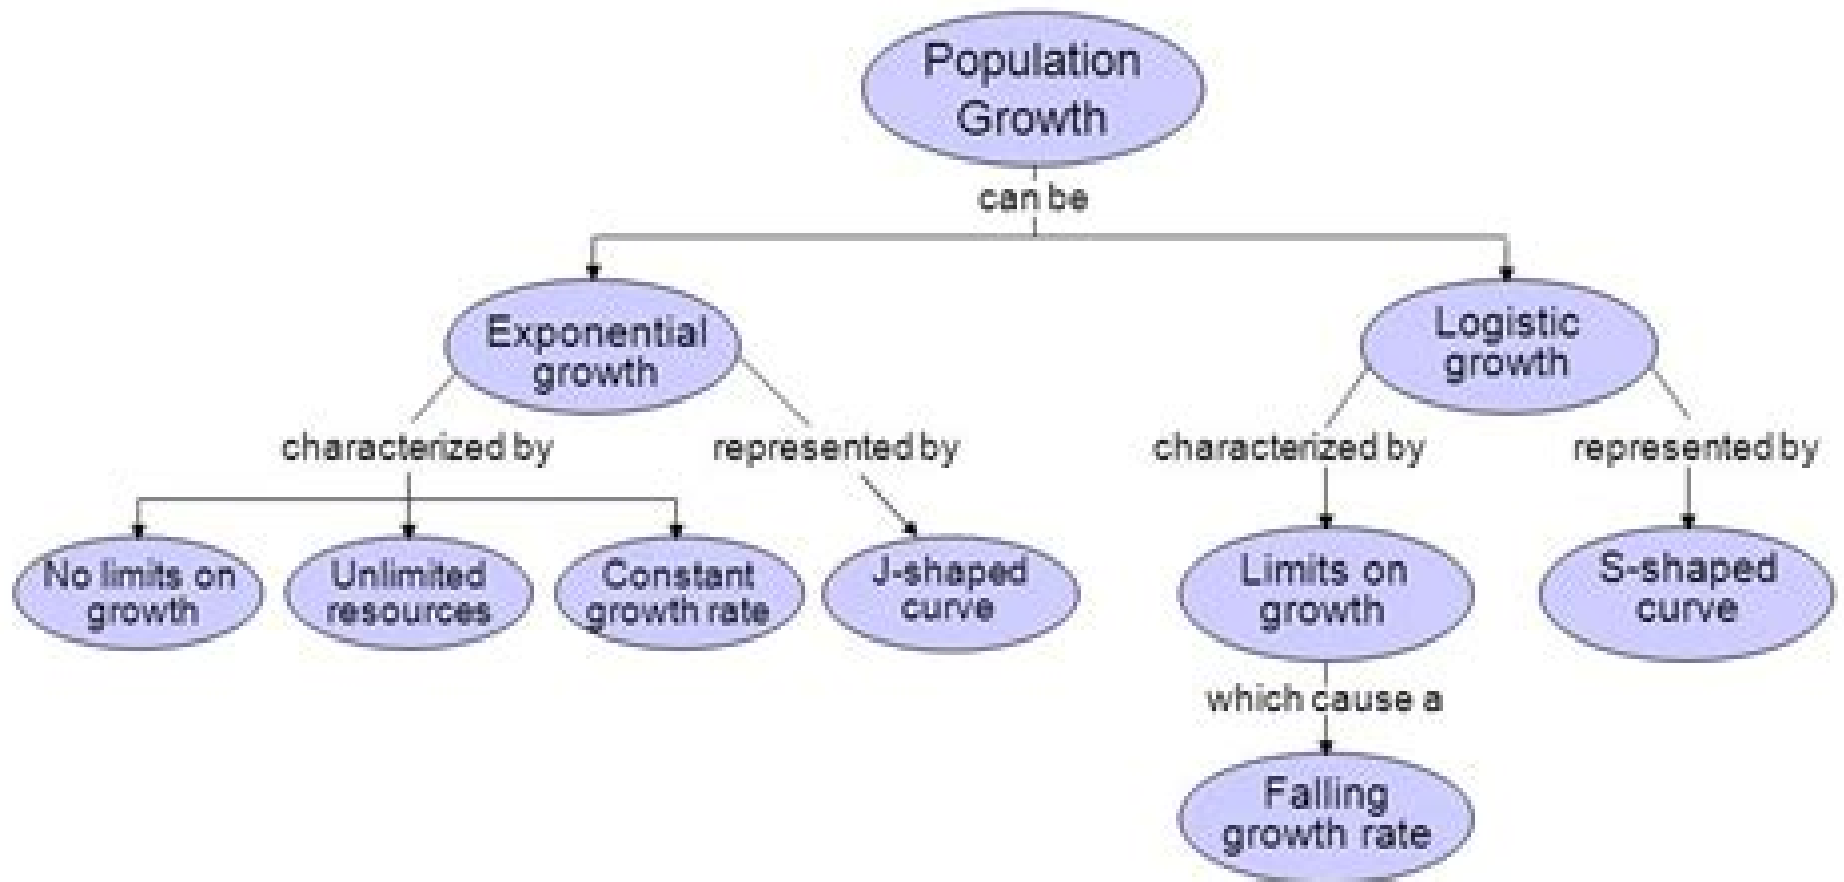 Population
Growth
can be
Exponential
growth
Logistic
growth
characterized by
represented by
characterized by
represented by
No limits on
growth
Unlimited
resources
Constant
growth rate
J-shaped
curve
Limits on
growth
S-shaped
curve
which cause a
Falling
growth rate